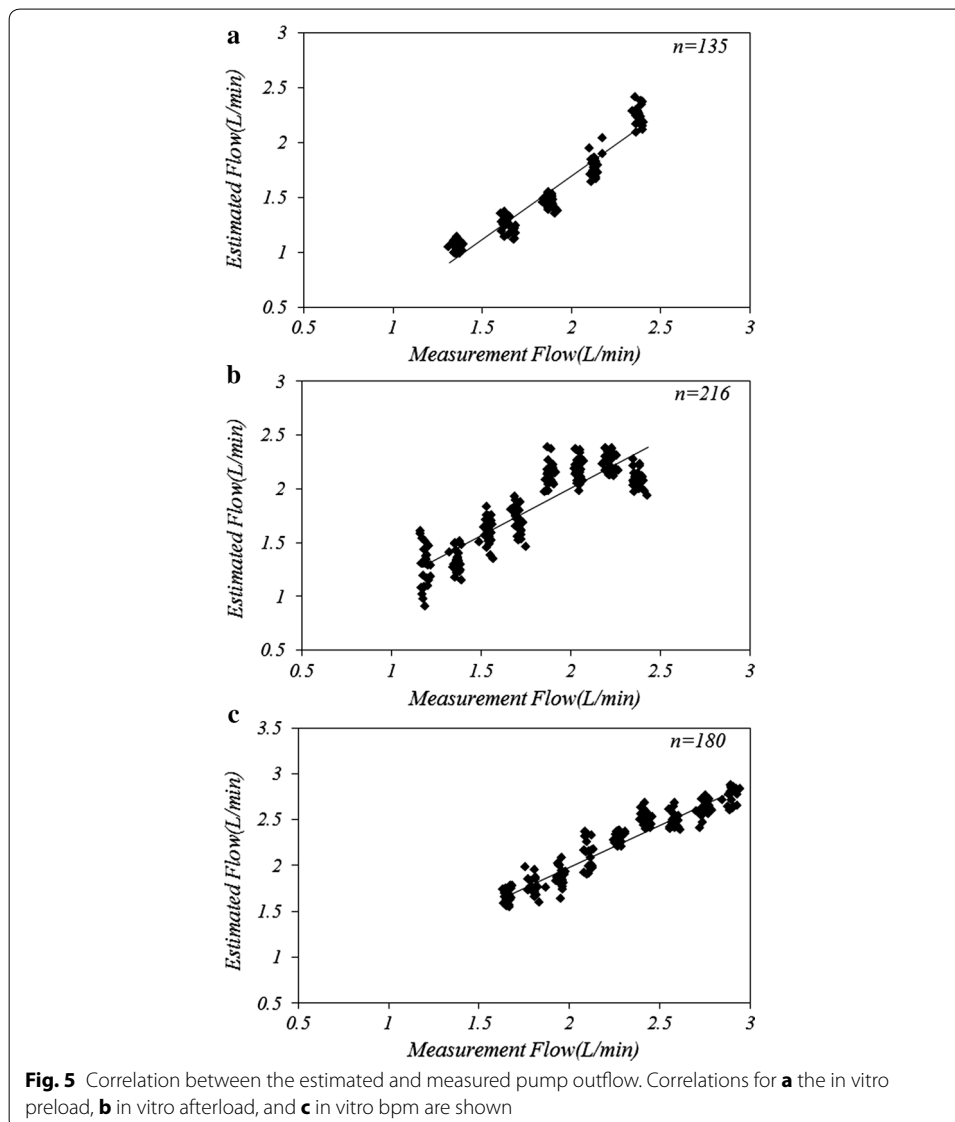 a
n=135
3
2.5
2
1.5
1
0.5
Estimated Flow(L/min)
0.5 1 1.5 2 2.5 3
Measurement Flow(L/min)
b
n=216
3
2.5
2
1.5
1
0.5
Estimated Flow(L/min)
0.5 1 1.5 2 2.5 3
Measurement Flow(L/min)
c
n=180
3.5
3
2.5
2
1.5
1
0.5
Estimated Flow(L/min)
0.5 1 1.5 2 2.5 3
Measurement Flow(L/min)
Fig. 5 Correlation between the estimated and measured pump outflow. Correlations for a the in vitro
preload, b in vitro afterload, and c in vitro bpm are shown